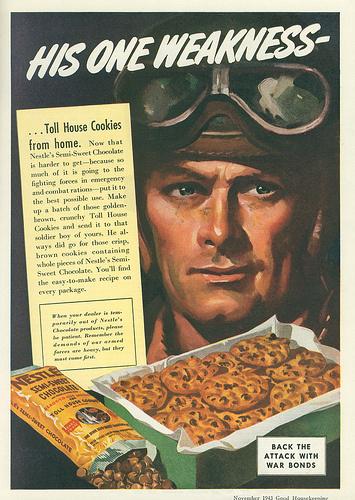 HIS ONE WEAKNESS-
...Toll House Cookies
from home. Now that
Nestle's Semi-Sweet Chocolate
is harder to get—because so
much of it is going to the
fighting forces in emergency
and combat rations—put it to
the best possible use. Make
up a batch of those golden-
brown, crunchy Toll House
Cookies and send it to that
soldier boy of yours. He al-
ways did go for those crisp,
brown cookies containing
whole pieces of Nestle's Semi-
Sweet Chocolate. You'll find
the easy-to-make recipe on
every package.
When your dealer is tem-
porarily out of Nestle's
Chocolate products, please
be patient. Remember the
demands of our armed
forces are heavy, but they
must come first.
NESTLE'S
SEMI-SWEET
CHOCOLATE
TOLL HOUSE COOKIES
SEMI-SWEET CHOCOLATE
BACK THE
ATTACK WITH
WAR BONDS
November 1943 Good Housekeeping